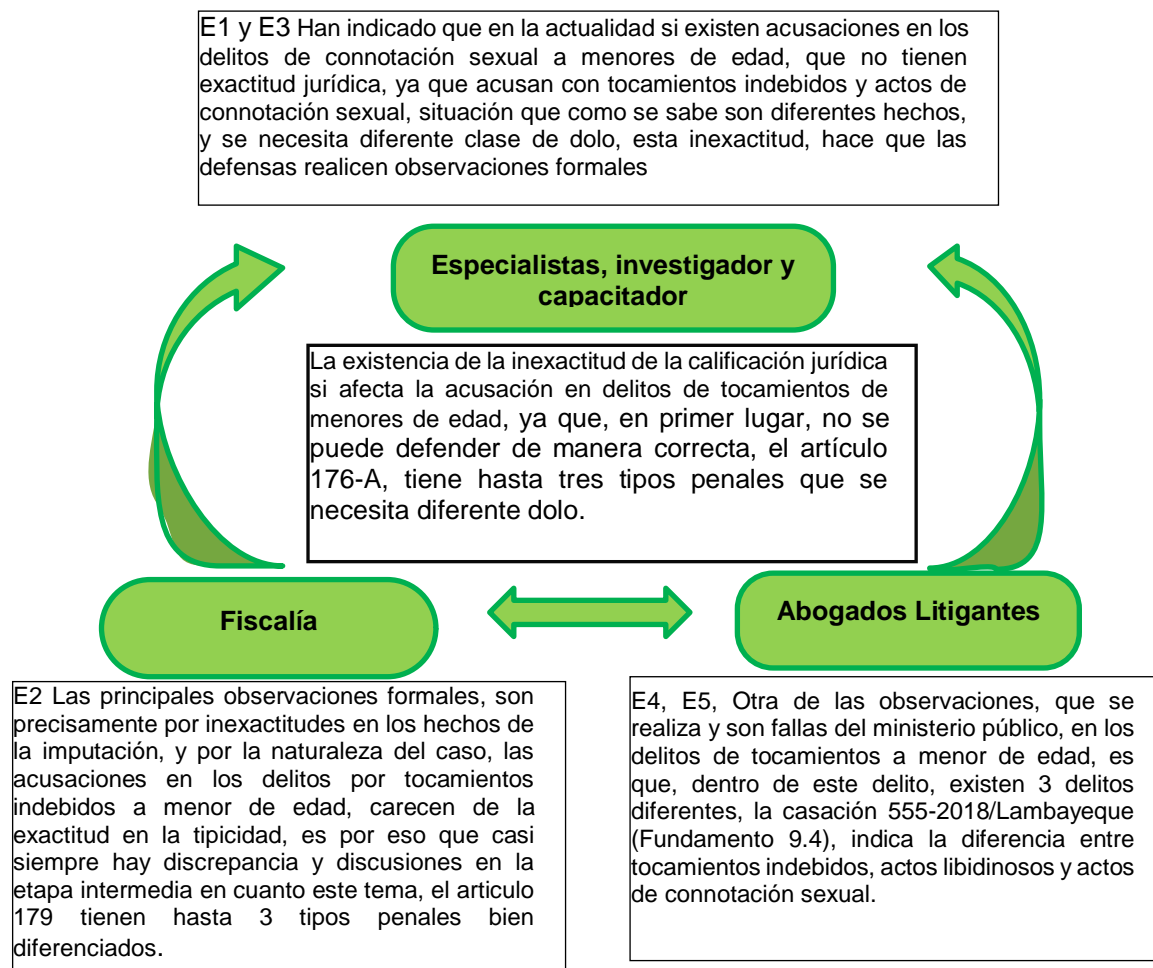 E1 y E3 Han indicado que en la actualidad si existen acusaciones en los
delitos de connotación sexual a menores de edad, que no tienen
exactitud jurídica, ya que acusan con tocamientos indebidos y actos de
connotación sexual, situación que como se sabe son diferentes hechos,
y se necesita diferente clase de dolo, esta inexactitud, hace que las
defensas realicen observaciones formales
Especialistas, investigador y
capacitador
La existencia de la inexactitud de la calificación jurídica
si afecta la acusación en delitos de tocamientos de
menores de edad, ya que, en primer lugar, no se
puede defender de manera correcta, el artículo
176-A, tiene hasta tres tipos penales que se
necesita diferente dolo.
Fiscalía
Abogados Litigantes
E2 Las principales observaciones formales, son
precisamente por inexactitudes en los hechos de
la imputación, y por la naturaleza del caso, las
acusaciones en los delitos por tocamientos
indebidos a menor de edad, carecen de la
exactitud en la tipicidad, es por eso que casi
siempre hay discrepancia y discusiones en la
etapa intermedia en cuanto este tema, el articulo
179 tienen hasta 3 tipos penales bien
diferenciados.
E4, E5, Otra de las observaciones, que se
realiza y son fallas del ministerio público, en los
delitos de tocamientos a menor de edad, es
que, dentro de este delito, existen 3 delitos
diferentes, la casación 555-2018/Lambayeque
(Fundamento 9.4), indica la diferencia entre
tocamientos indebidos, actos libidinosos y actos
de connotación sexual.